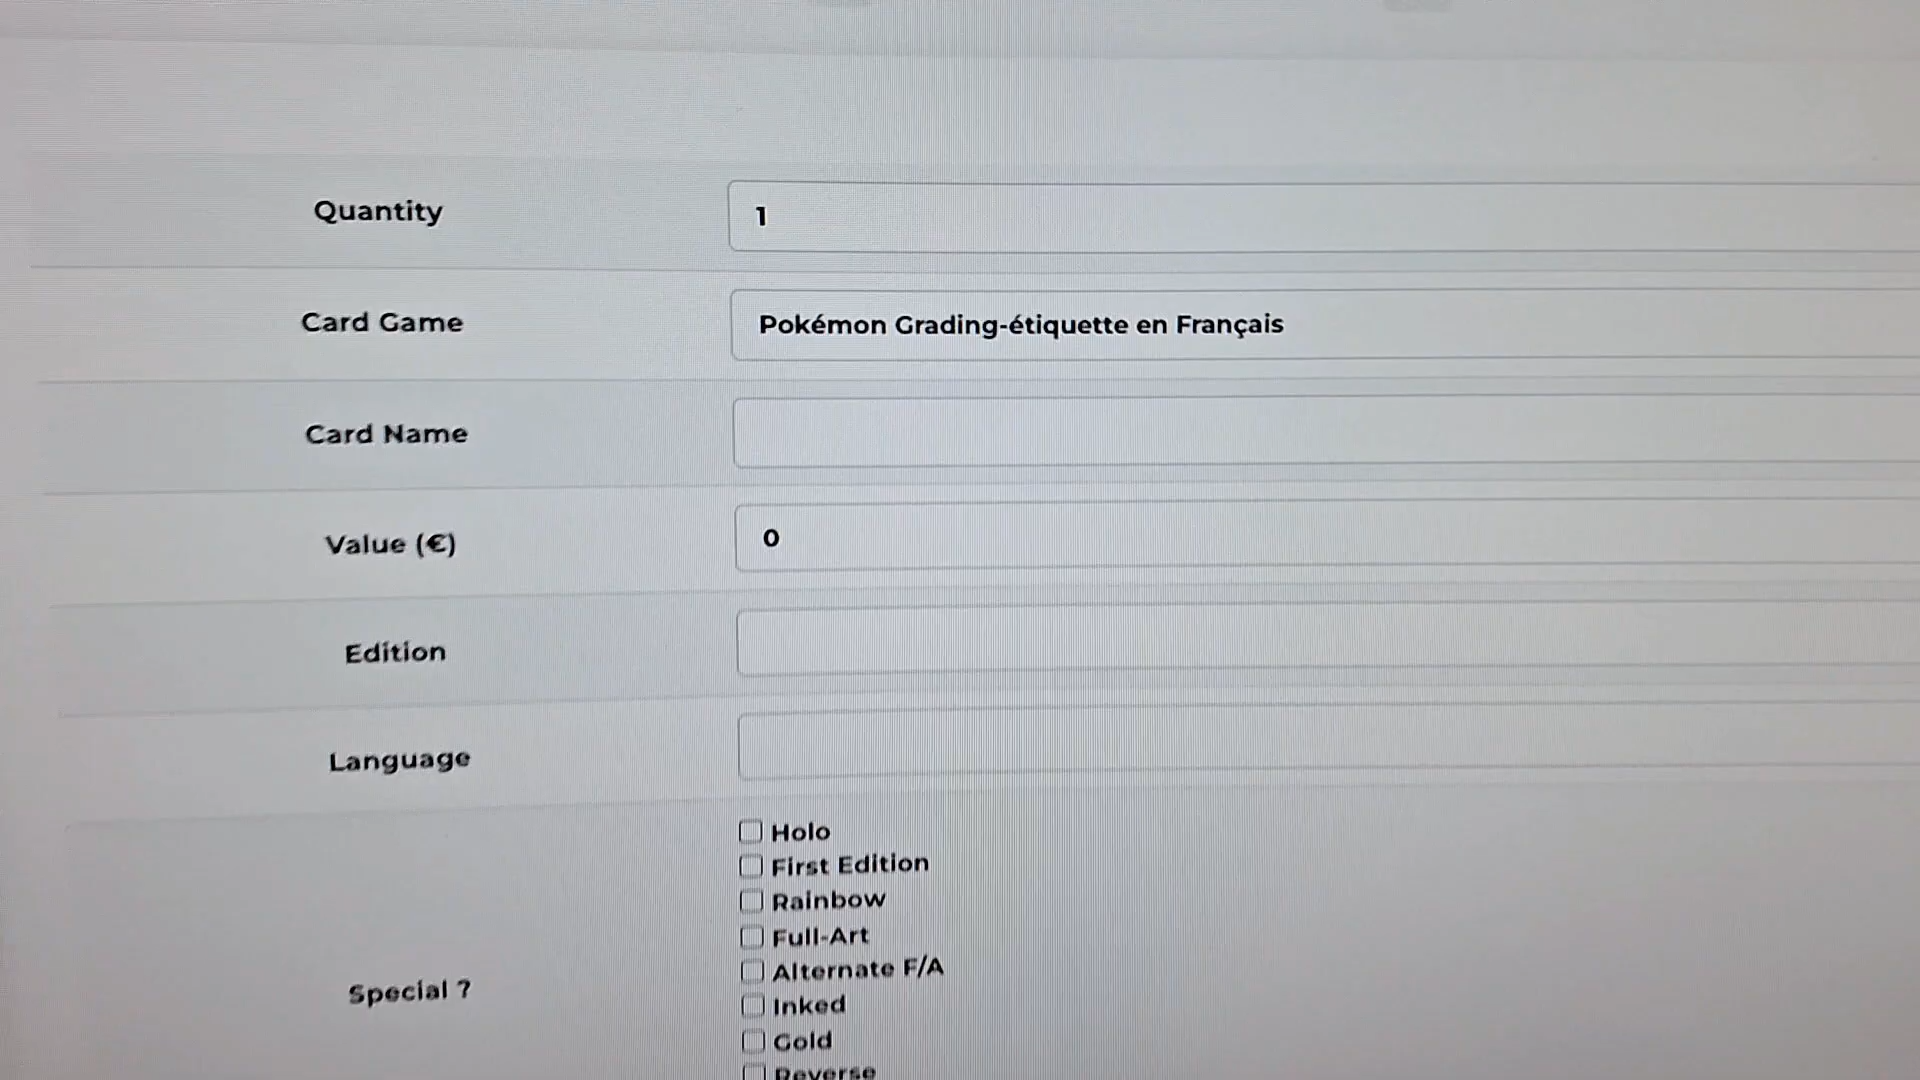 Quantity
1
Card Game
Pokémon Grading-étiquette en Français
Card Name
Value (€)
0
Edition
Language
Special ?
Holo
First Edition
Rainbow
Full-Art
Alternate F/A
Inked
Gold
Reverse